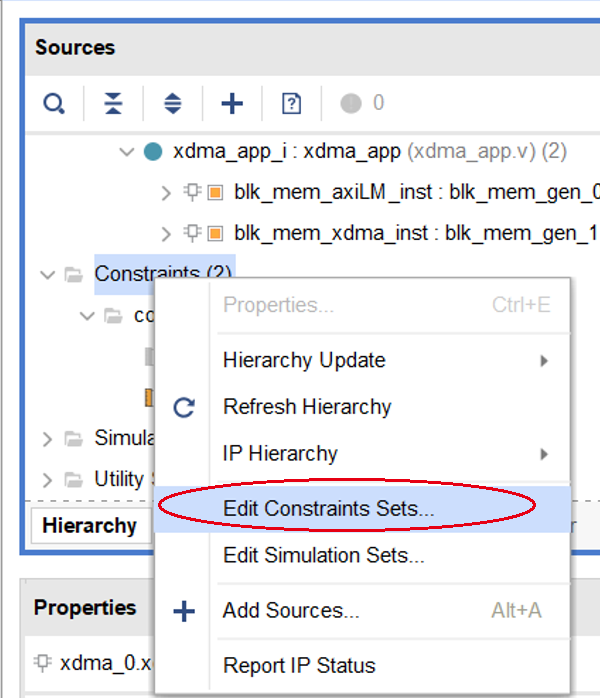 Sources
0
xdma_app_i : xdma_app (xdma_app.v) (2)
blk_mem_axiLM_inst : blk_mem_gen_0
blk_mem_xdma_inst : blk_mem_gen_1
Constraints (2)
Properties... Ctrl+E
co
Hierarchy Update
Refresh Hierarchy
Simula
IP Hierarchy
Utility
Edit Constraints Sets...
Hierarchy
Edit Simulation Sets...
Properties
Add Sources... Alt+A
xdma_0.x
Report IP Status